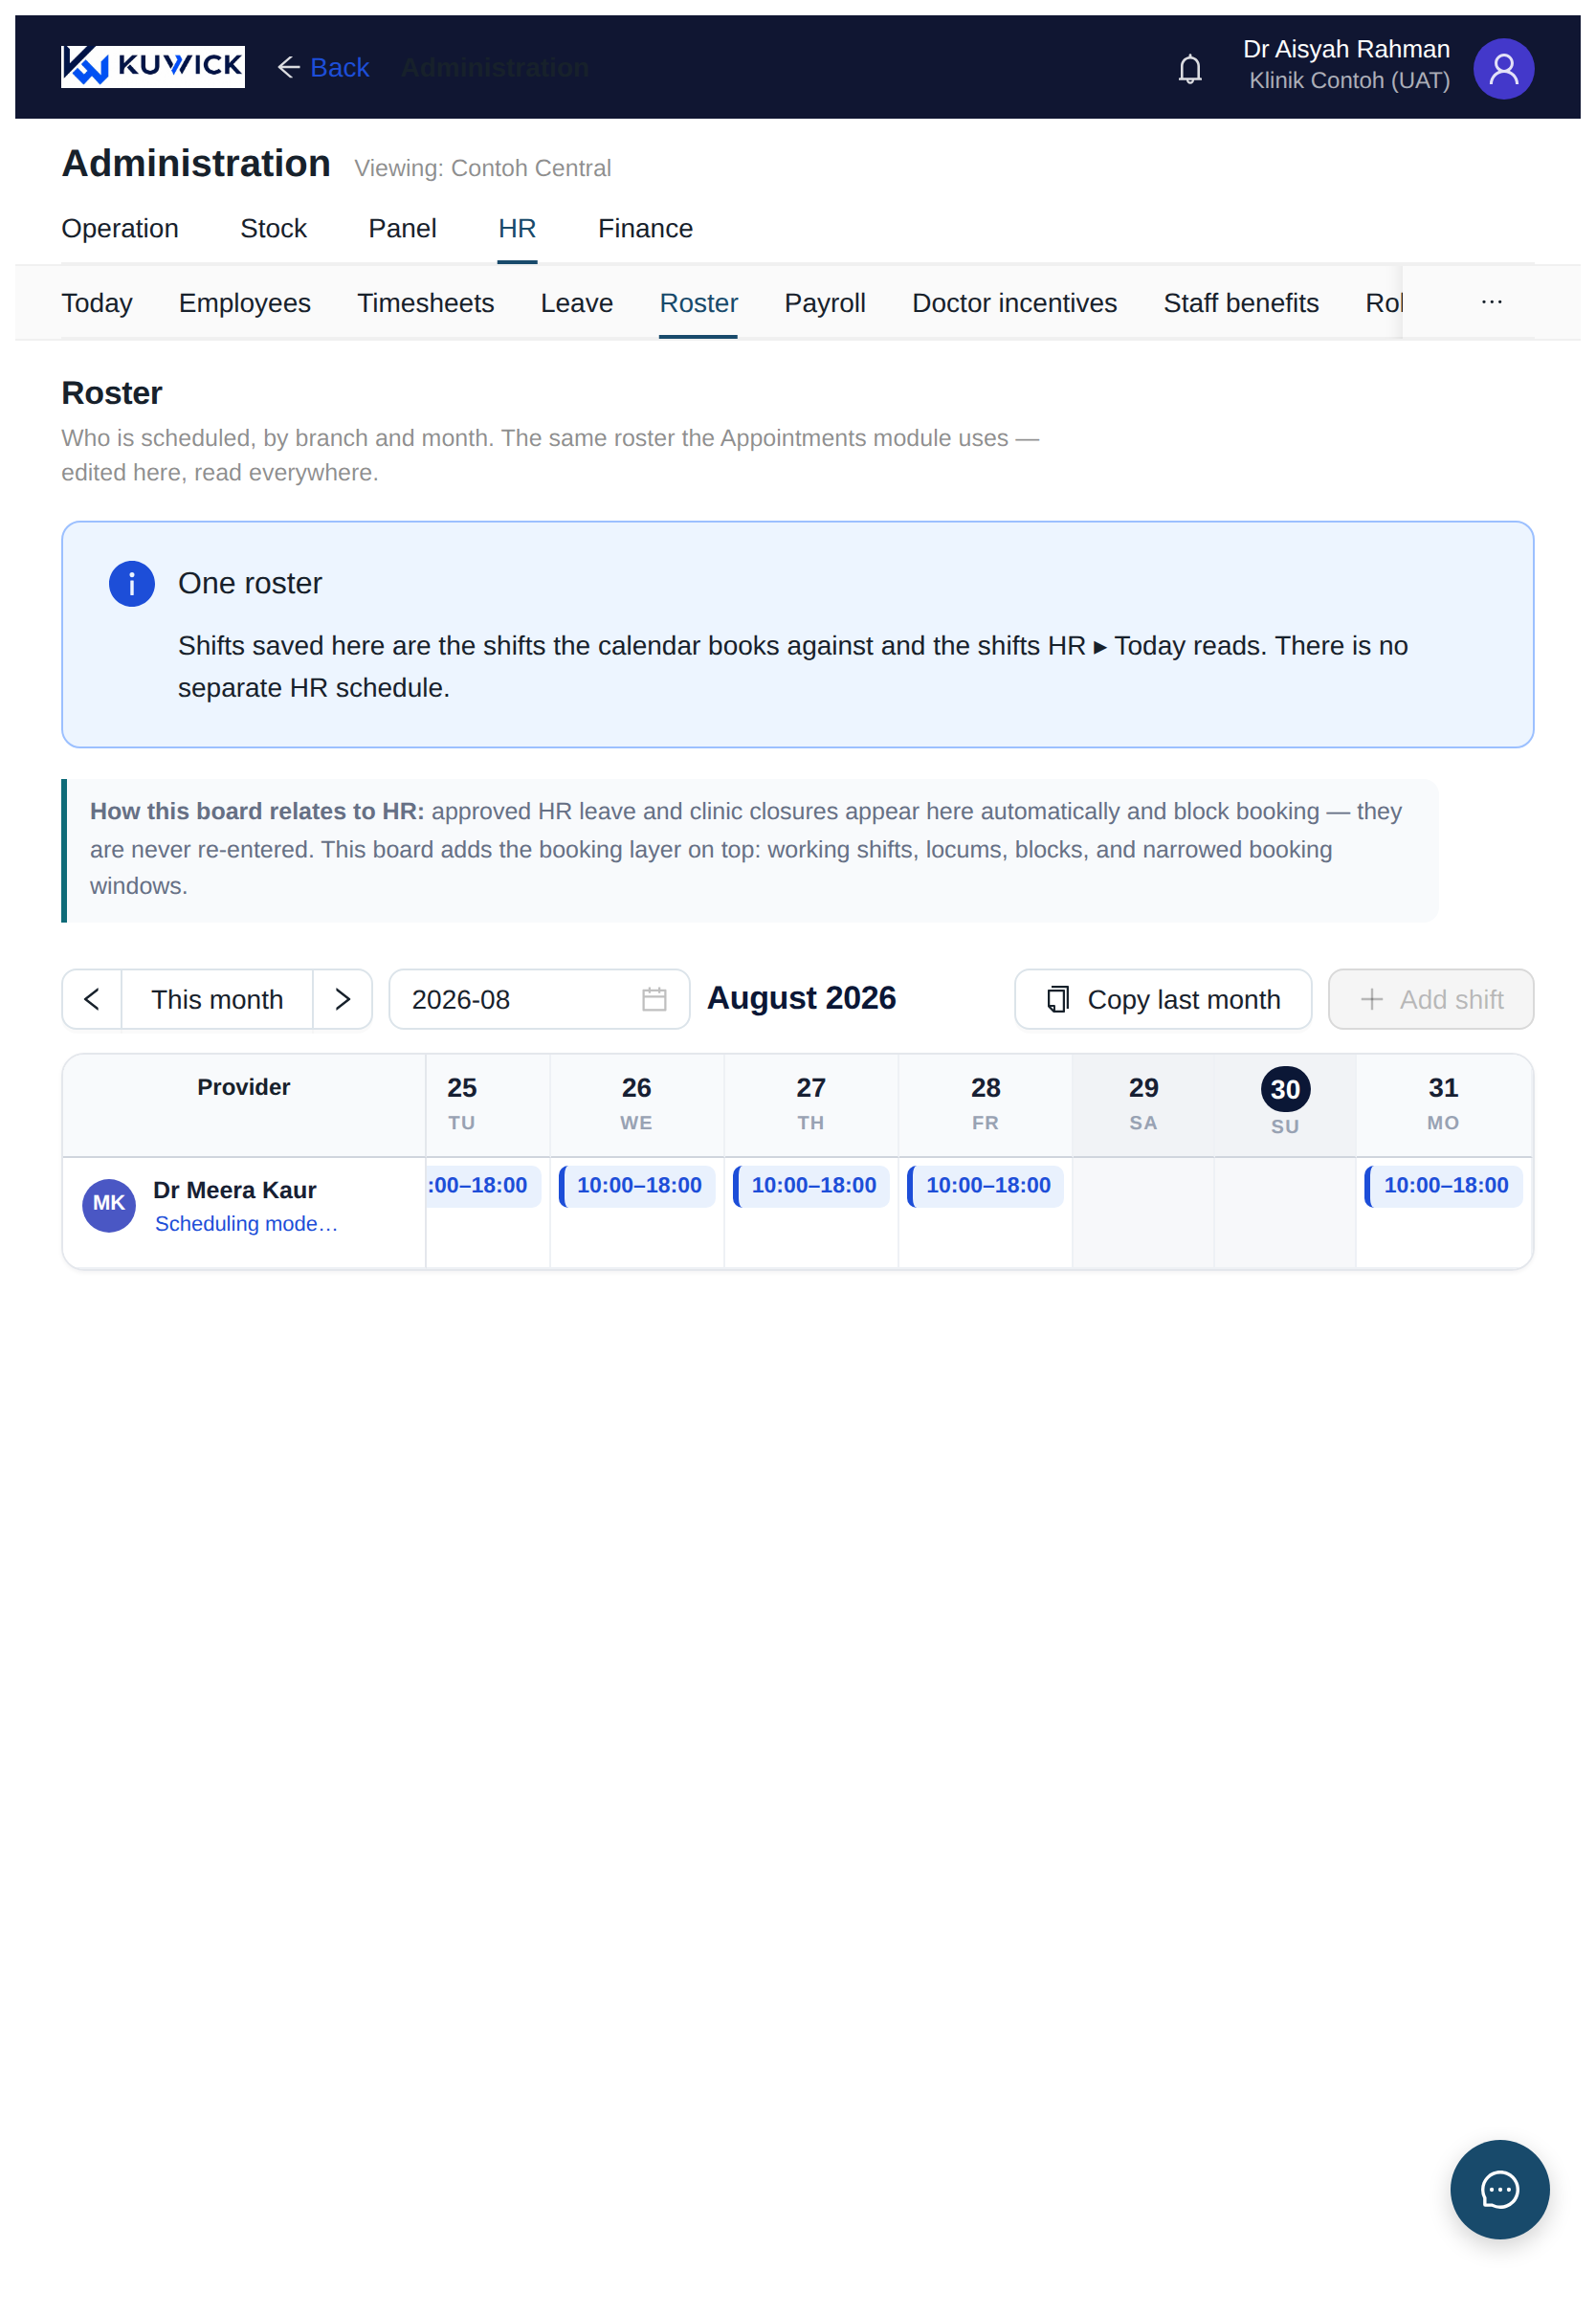 KUWICK
Back
Administration
Dr Aisyah Rahman
Klinik Contoh (UAT)
Administration
Viewing: Contoh Central
Operation
Stock
Panel
HR
Finance
Today
Employees
Timesheets
Leave
Roster
Payroll
Doctor incentives
Staff benefits
Rol
···
Roster
Who is scheduled, by branch and month. The same roster the Appointments module uses —
edited here, read everywhere.
One roster
Shifts saved here are the shifts the calendar books against and the shifts HR ▸ Today reads. There is no
separate HR schedule.
How this board relates to HR: approved HR leave and clinic closures appear here automatically and block booking — they
are never re-entered. This board adds the booking layer on top: working shifts, locums, blocks, and narrowed booking
windows.
This month
2026-08
August 2026
Copy last month
Add shift
Provider
25
TU
26
WE
27
TH
28
FR
29
SA
30
SU
31
MO
MK
Dr Meera Kaur
Scheduling mode…
:00–18:00
10:00–18:00
10:00–18:00
10:00–18:00
10:00–18:00